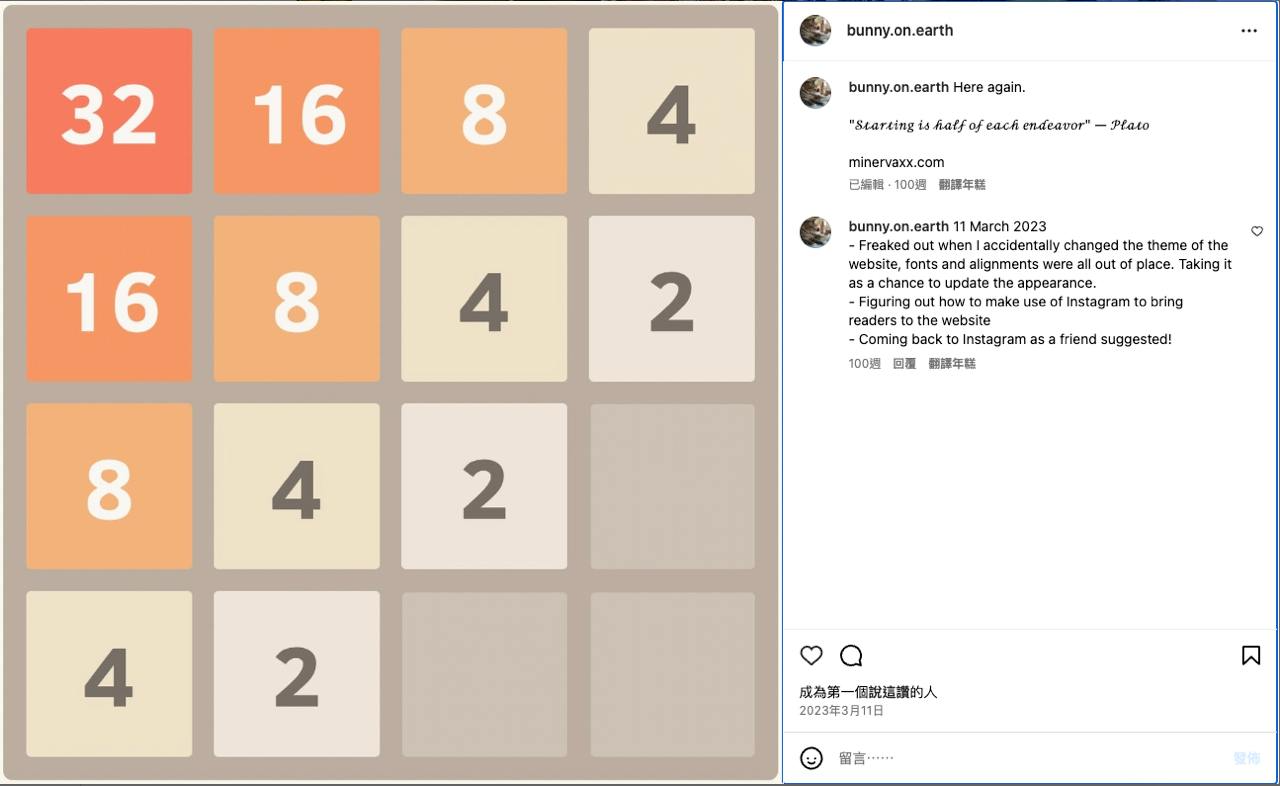 32 16 8 4
16 8 4 2
8 4 2
4 2
bunny.on.earth
bunny.on.earth Here again.
"Starting is half of each endeavor" — Plato
minervaxx.com
已編輯 · 100週 翻譯年糕
bunny.on.earth 11 March 2023
- Freaked out when I accidentally changed the theme of the
website, fonts and alignments were all out of place. Taking it
as a chance to update the appearance.
- Figuring out how to make use of Instagram to bring
readers to the website
- Coming back to Instagram as a friend suggested!
100週 回覆 翻譯年糕
成為第一個說這讚的人
2023年3月11日
留言⋯⋯ 發佈